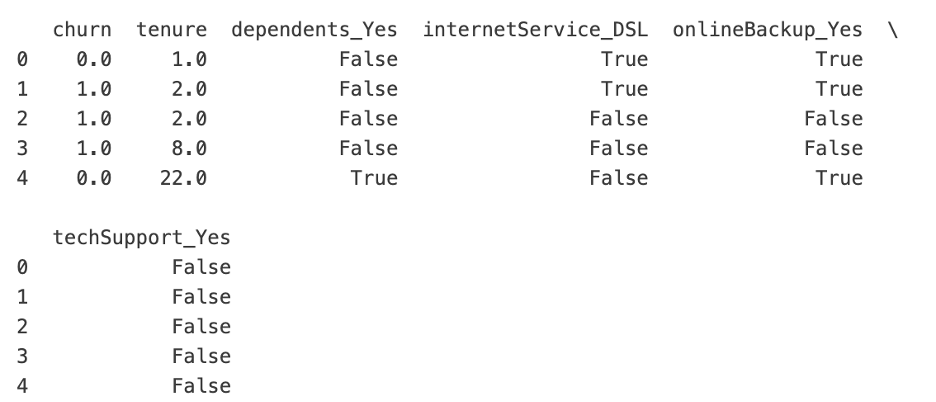 churn tenure dependents_Yes internetService_DSL onlineBackup_Yes \
0 0.0 1.0 False True True
1 1.0 2.0 False True True
2 1.0 2.0 False False False
3 1.0 8.0 False False False
4 0.0 22.0 True False True
techSupport_Yes
0 False
1 False
2 False
3 False
4 False